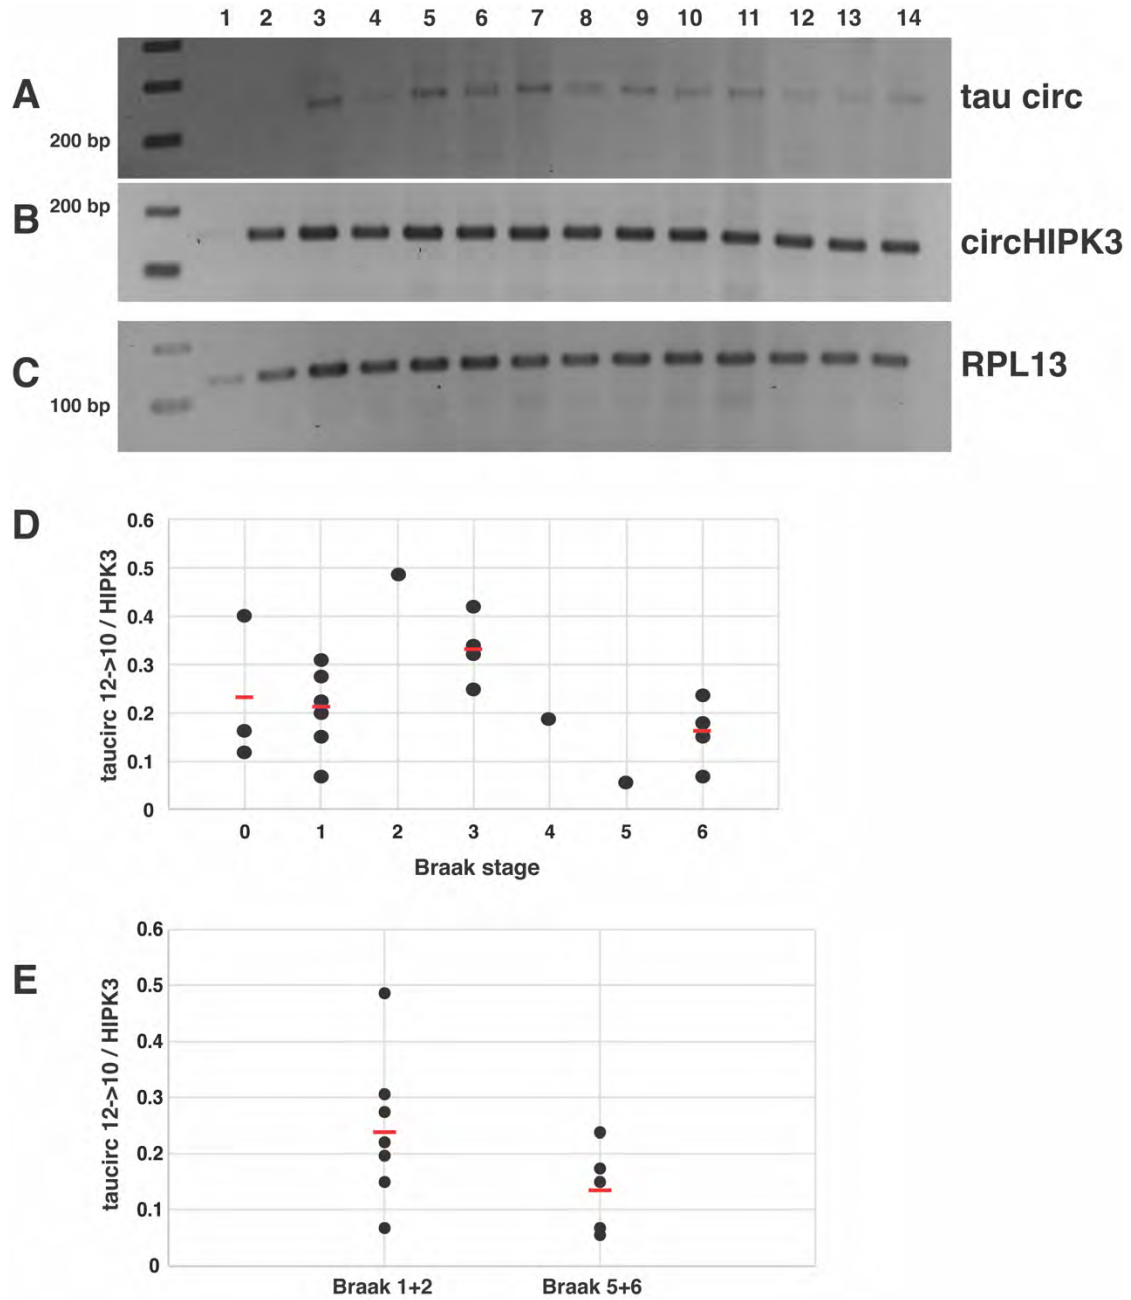 1 2 3 4 5 6 7 8 9 10 11 12 13 14
A
200 bp
tau circ
B
200 bp
circHIPK3
C
100 bp
RPL13
D
taucirc 12->10 / HIPK3
0.6
0.5
0.4
0.3
0.2
0.1
0
0 1 2 3 4 5 6
Braak stage
E
taucirc 12->10 / HIPK3
0.6
0.5
0.4
0.3
0.2
0.1
0
Braak 1+2 Braak 5+6